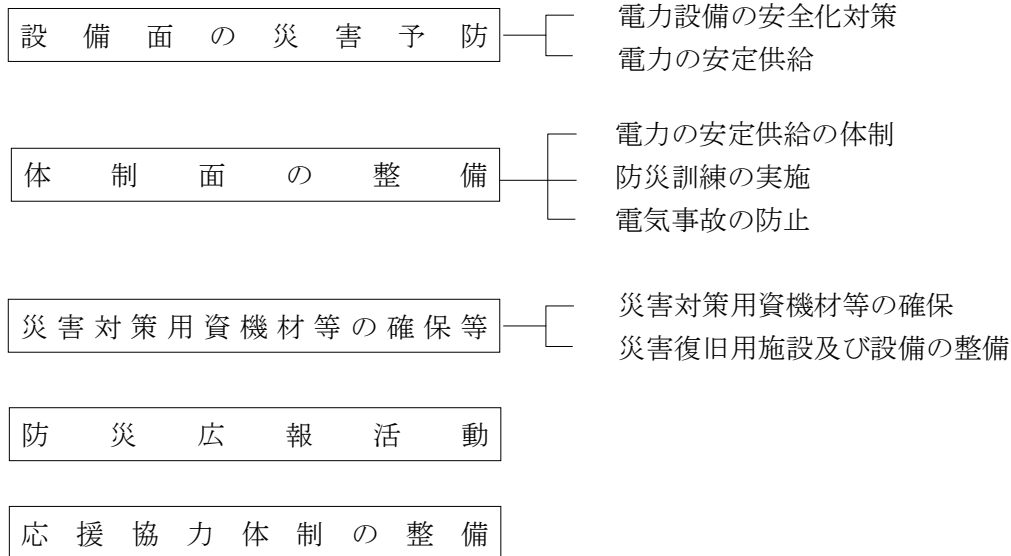 設備面の災害予防
電力設備の安全化対策
電力の安定供給
体制面の整備
電力の安定供給の体制
防災訓練の実施
電気事故の防止
災害対策用資機材等の確保等
災害対策用資機材等の確保
災害復旧用施設及び設備の整備
防災広報活動
応援協力体制の整備